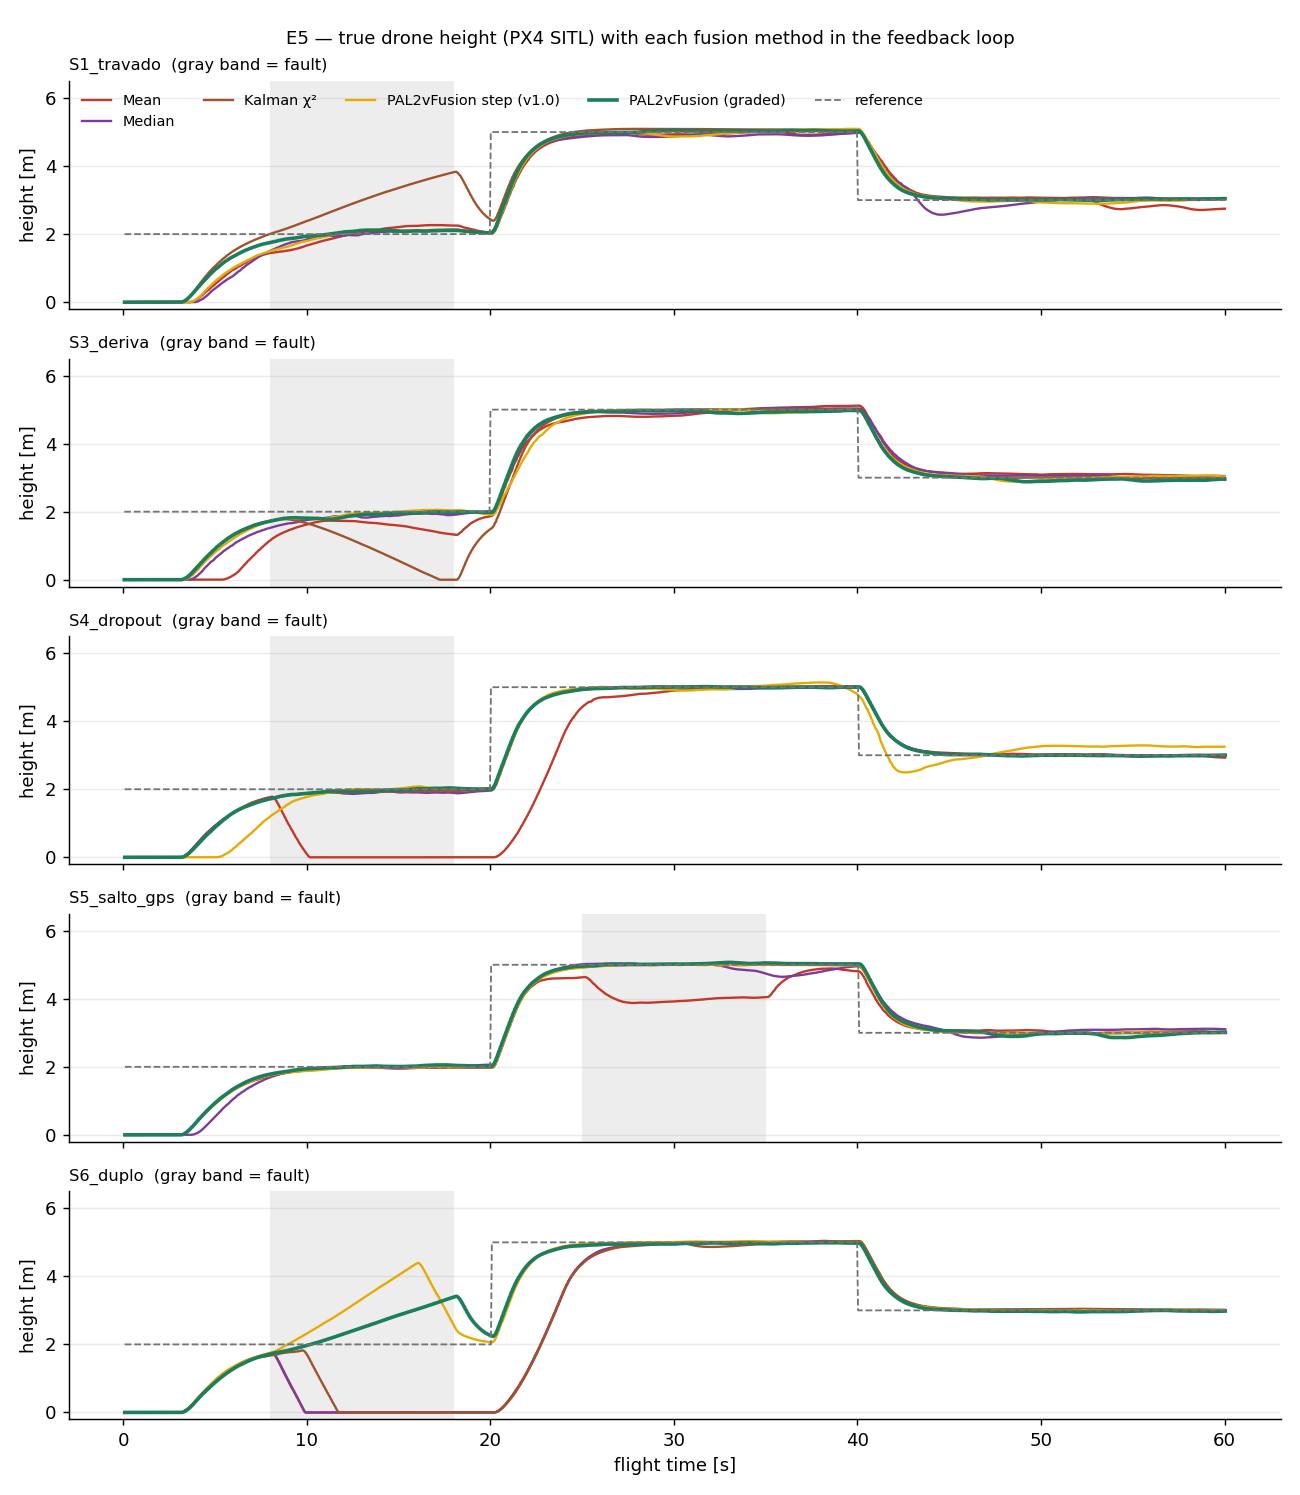 E5 — true drone height (PX4 SITL) with each fusion method in the feedback loop
S1_travado  (gray band = fault)
Mean
Median
Kalman χ²
PAL2vFusion step (v1.0)
PAL2vFusion (graded)
reference
height [m]
6
4
2
0
S3_deriva  (gray band = fault)
height [m]
6
4
2
0
S4_dropout  (gray band = fault)
height [m]
6
4
2
0
S5_salto_gps  (gray band = fault)
height [m]
6
4
2
0
S6_duplo  (gray band = fault)
height [m]
6
4
2
0
0 10 20 30 40 50 60
flight time [s]